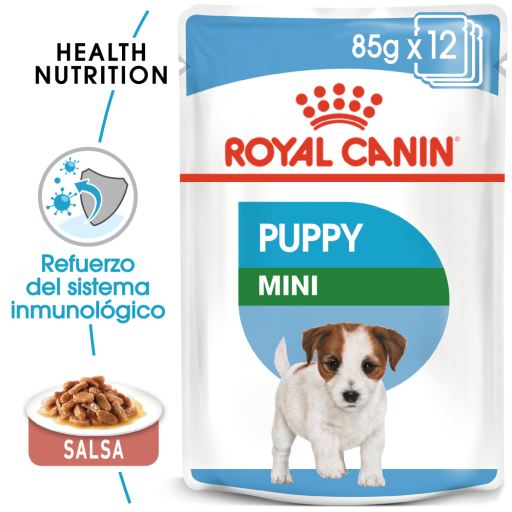 HEALTH
NUTRITION
Refuerzo
del sistema
inmunológico
SALSA
85g x 12
ROYAL CANIN®
PUPPY
MINI